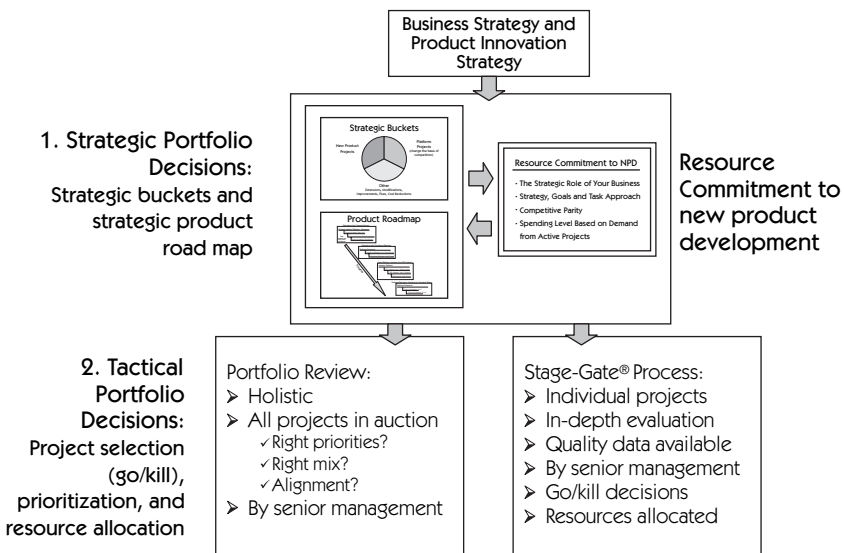 Business Strategy and
Product Innovation
Strategy
1. Strategic Portfolio
Decisions:
Strategic buckets and
strategic product
road map
Strategic Buckets
New Product
Projects
Platform
Projects
(change the basis of
competition)
Other
Product Roadmap
Resource Commitment to NPD
· The Strategic Role of Your Business
· Strategy, Goals and Task Approach
· Competitive Parity
· Spending Level Based on Demand
from Active Projects
Resource
Commitment to
new product
development
2. Tactical
Portfolio
Decisions:
Project selection
(go/kill),
prioritization, and
resource allocation
Portfolio Review:
➢ Holistic
➢ All projects in auction
✓Right priorities?
✓Right mix?
✓Alignment?
➢ By senior management
Stage-Gate® Process:
➢ Individual projects
➢ In-depth evaluation
➢ Quality data available
➢ By senior management
➢ Go/kill decisions
➢ Resources allocated